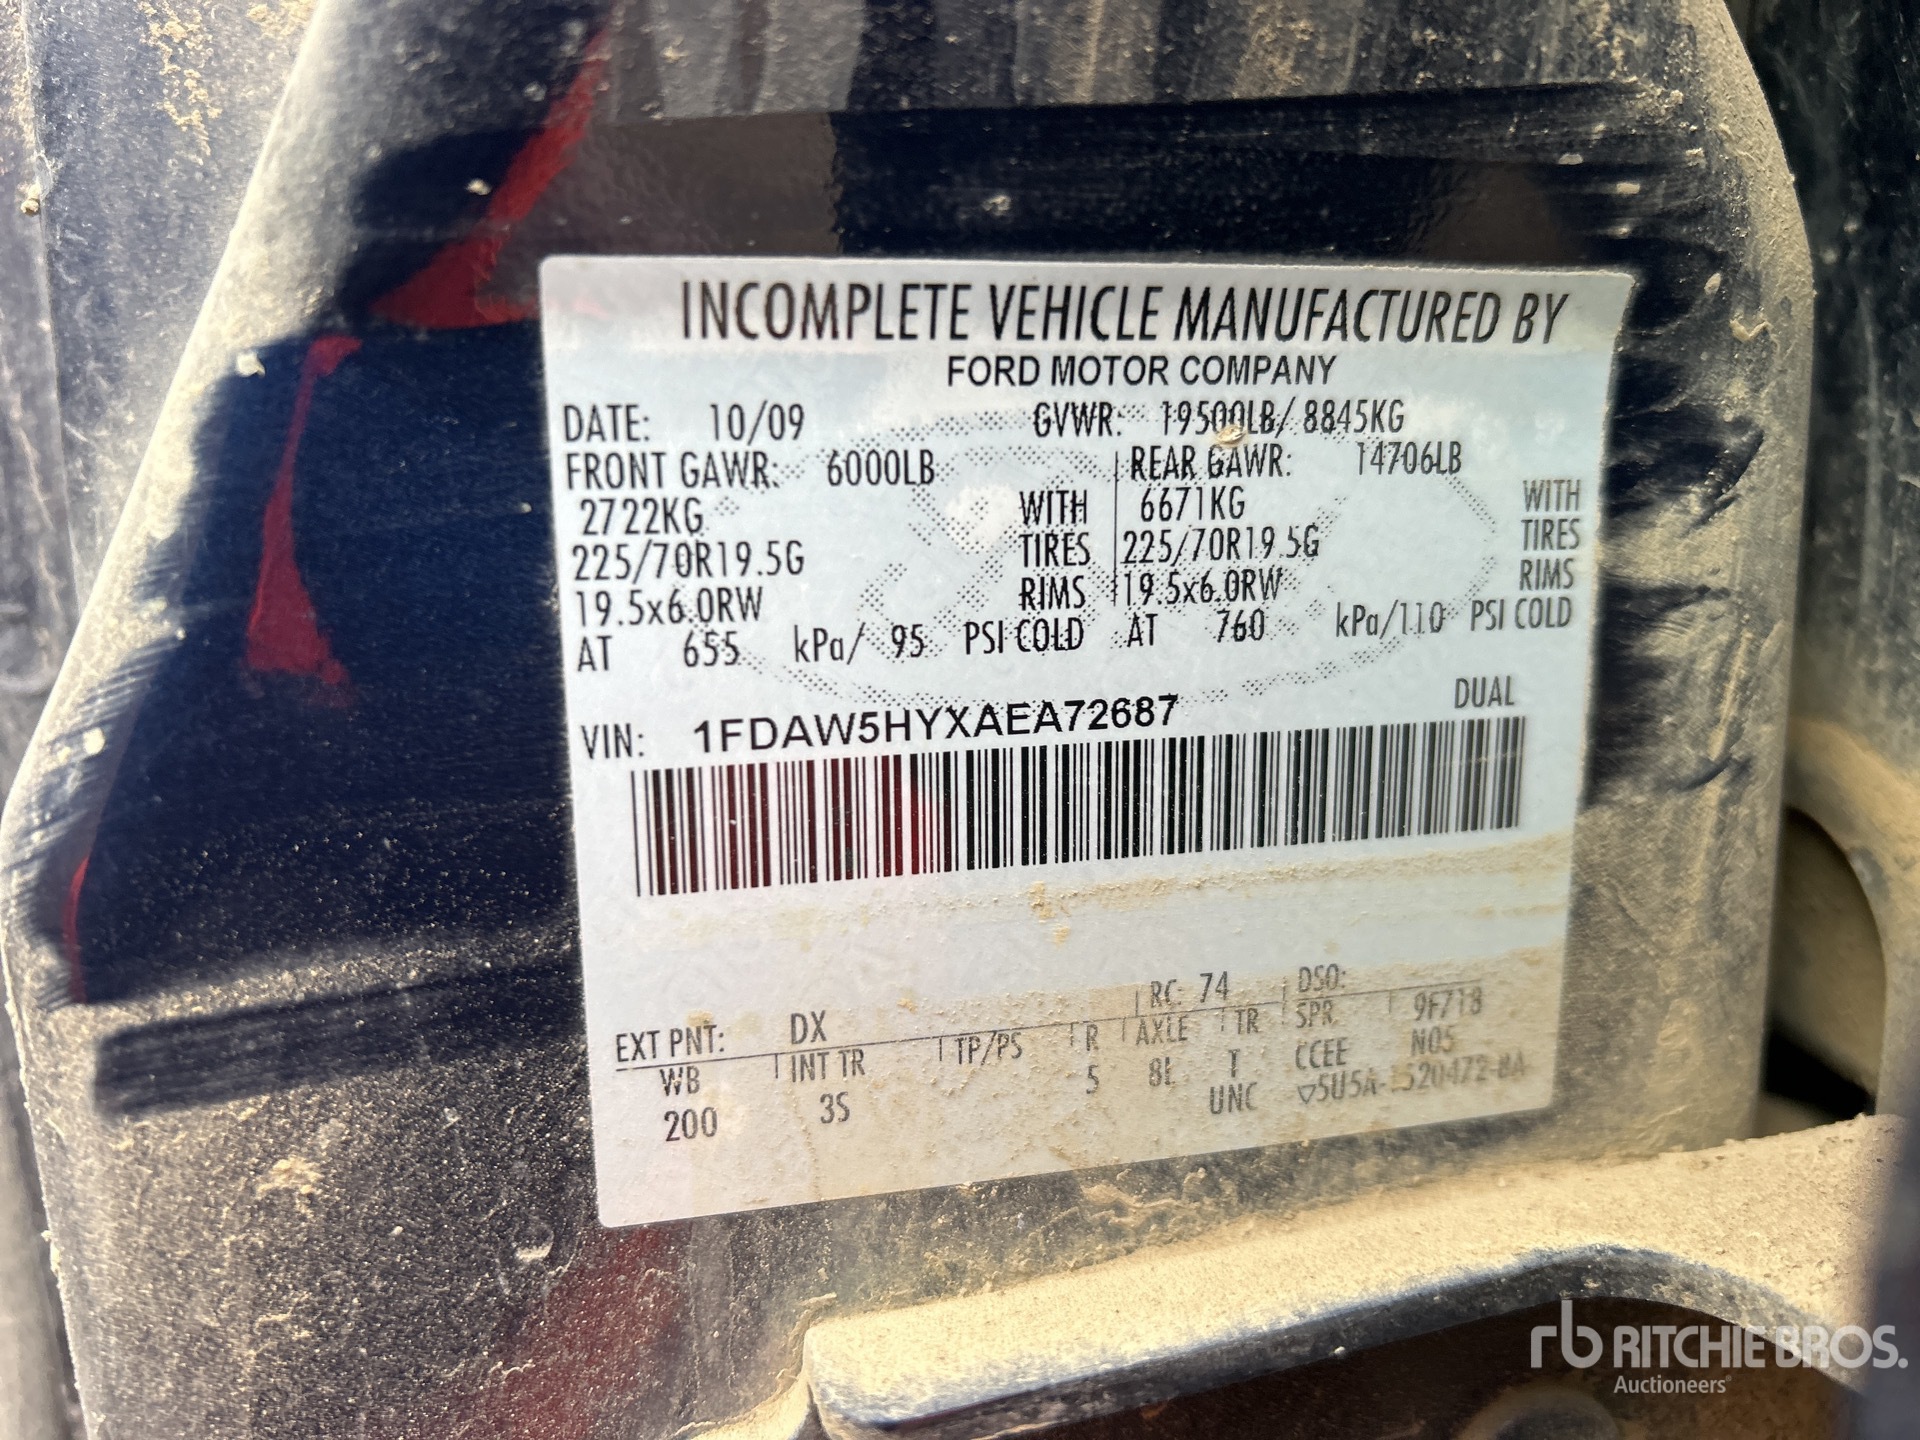 INCOMPLETE VEHICLE MANUFACTURED BY
FORD MOTOR COMPANY
DATE: 10/09 GVWR: 19500LB/ 8845KG
FRONT GAWR: 6000LB REAR GAWR: 14706LB
2722KG WITH 6671KG WITH
225/70R19.5G TIRES 225/70R19.5G TIRES
19.5x6.0RW RIMS 19.5x6.0RW RIMS
AT 655 kPa/ 95 PSI COLD AT 760 kPa/110 PSI COLD
VIN: 1FDAW5HYXAEA72687 DUAL
EXT PNT: DX RC: 74 DSO:
WB INT TR TP/PS R AXLE TR SPR 9F718
200 3S 5 8L T CCEE N05
UNC
rb RITCHIE BROS.
Auctioneers